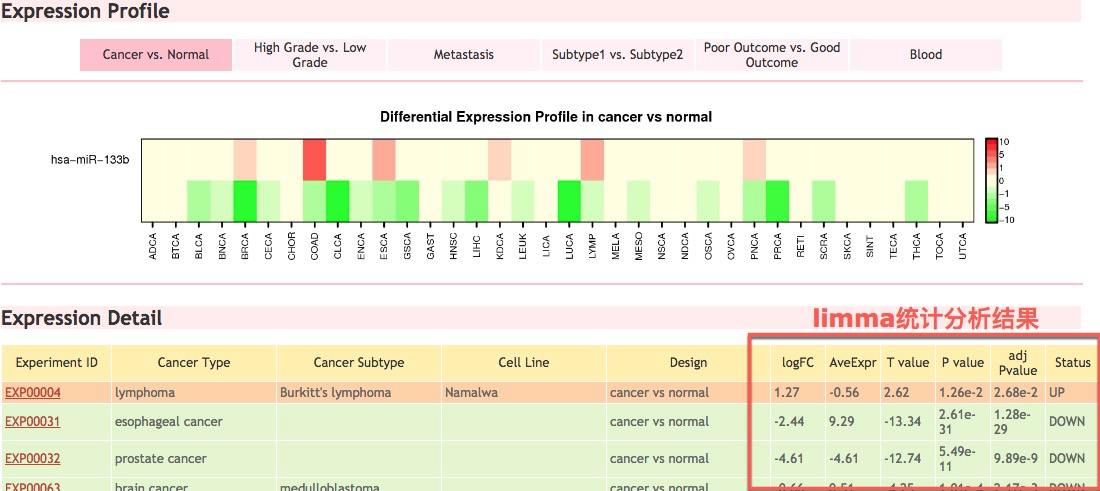 Expression Profile
Cancer vs. Normal
High Grade vs. Low
Grade
Metastasis
Subtype1 vs. Subtype2
Poor Outcome vs. Good
Outcome
Blood
Differential Expression Profile in cancer vs normal
hsa-miR-133b
10
5
1
0
-1
-5
-10
ADCA BTCA BLCA BNCA BRCA CECA CHOR COAD CLCA ENCA ESCA GSCA GAST HNSC LIHC KDCA LEUK LICA LUCA LYMP MELA MESO NSCA NDCA OSCA OVCA PNCA PRCA RETI SCRA SKCA SINT TECA THCA TOCA UTCA
Expression Detail
limma统计分析结果
Experiment ID Cancer Type Cancer Subtype Cell Line Design logFC AveExpr T value P value adj Pvalue Status
EXP00004 lymphoma Burkitt's lymphoma Namalwa cancer vs normal 1.27 -0.56 2.62 1.26e-2 2.68e-2 UP
EXP00031 esophageal cancer cancer vs normal -2.44 9.29 -13.34 2.61e-31 1.28e-29 DOWN
EXP00032 prostate cancer cancer vs normal -4.61 -4.61 -12.74 5.49e-11 9.89e-9 DOWN
EXP00063 brain cancer medulloblastoma cancer vs normal DOWN